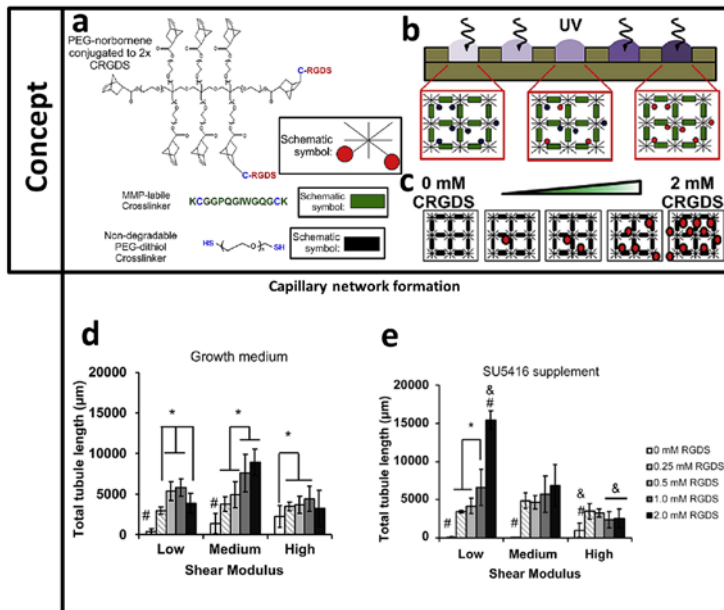 Concept
a
PEG-norbornene
conjugated to 2x
CRGDS
C-RGDS
C-RGDS
Schematic
symbol:
MMP-labile
Crosslinker
KCGGPQGIWGQGCK
Schematic
symbol:
Non-degradable
PEG-dithiol
Crosslinker
HS
SH
Schematic
symbol:
b
UV
c
0 mM
CRGDS
2 mM
CRGDS
Capillary network formation
d
Growth medium
Total tubule length (µm)
20000
15000
10000
5000
0
#
*
#
*
*
Low
Medium
High
Shear Modulus
e
SU5416 supplement
Total tubule length (µm)
20000
15000
10000
5000
0
#
*
&
#
#
&
#
&
Low
Medium
High
Shear Modulus
0 mM RGDS
0.25 mM RGDS
0.5 mM RGDS
1.0 mM RGDS
2.0 mM RGDS